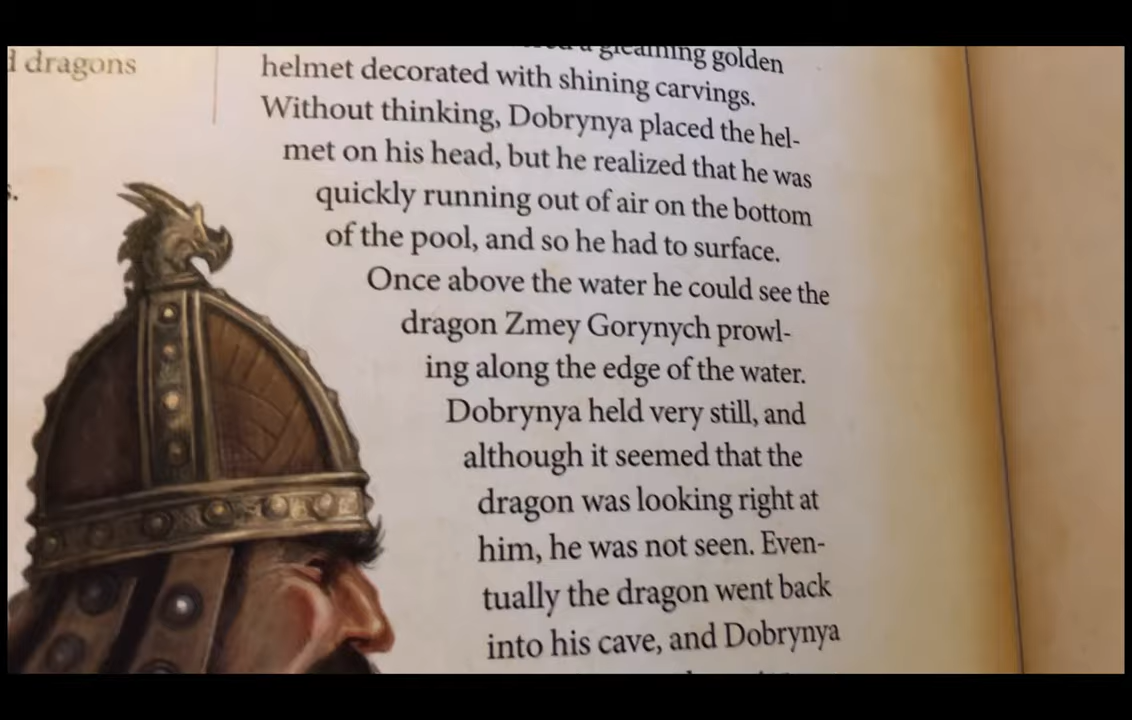 d dragons
s.
a gleaming golden
helmet decorated with shining carvings.
Without thinking, Dobrynya placed the hel-
met on his head, but he realized that he was
quickly running out of air on the bottom
of the pool, and so he had to surface.
Once above the water he could see the
dragon Zmey Gorynych prowl-
ing along the edge of the water.
Dobrynya held very still, and
although it seemed that the
dragon was looking right at
him, he was not seen. Even-
tually the dragon went back
into his cave, and Dobrynya